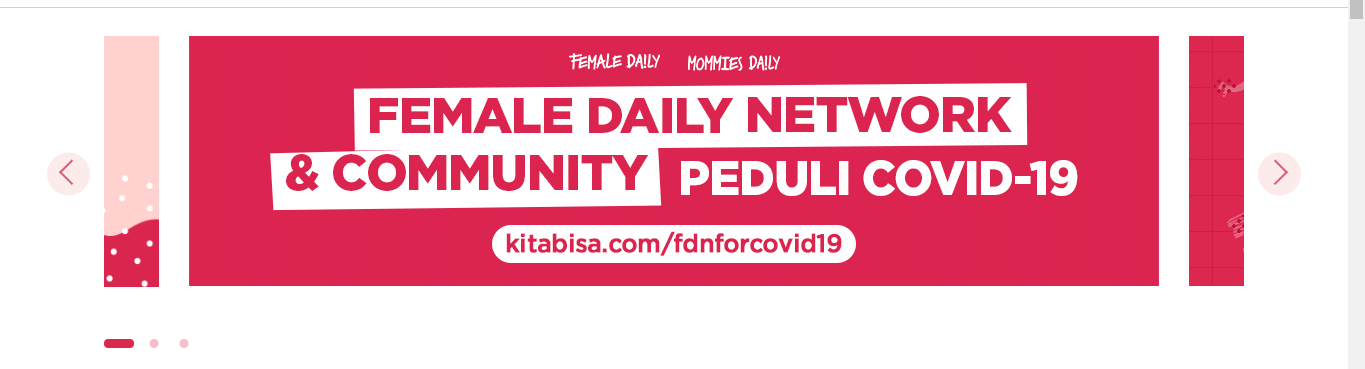 FEMALE DAILY MOMMIES DAILY
FEMALE DAILY NETWORK
& COMMUNITY PEDULI COVID-19
kitabisa.com/fdnforcovid19